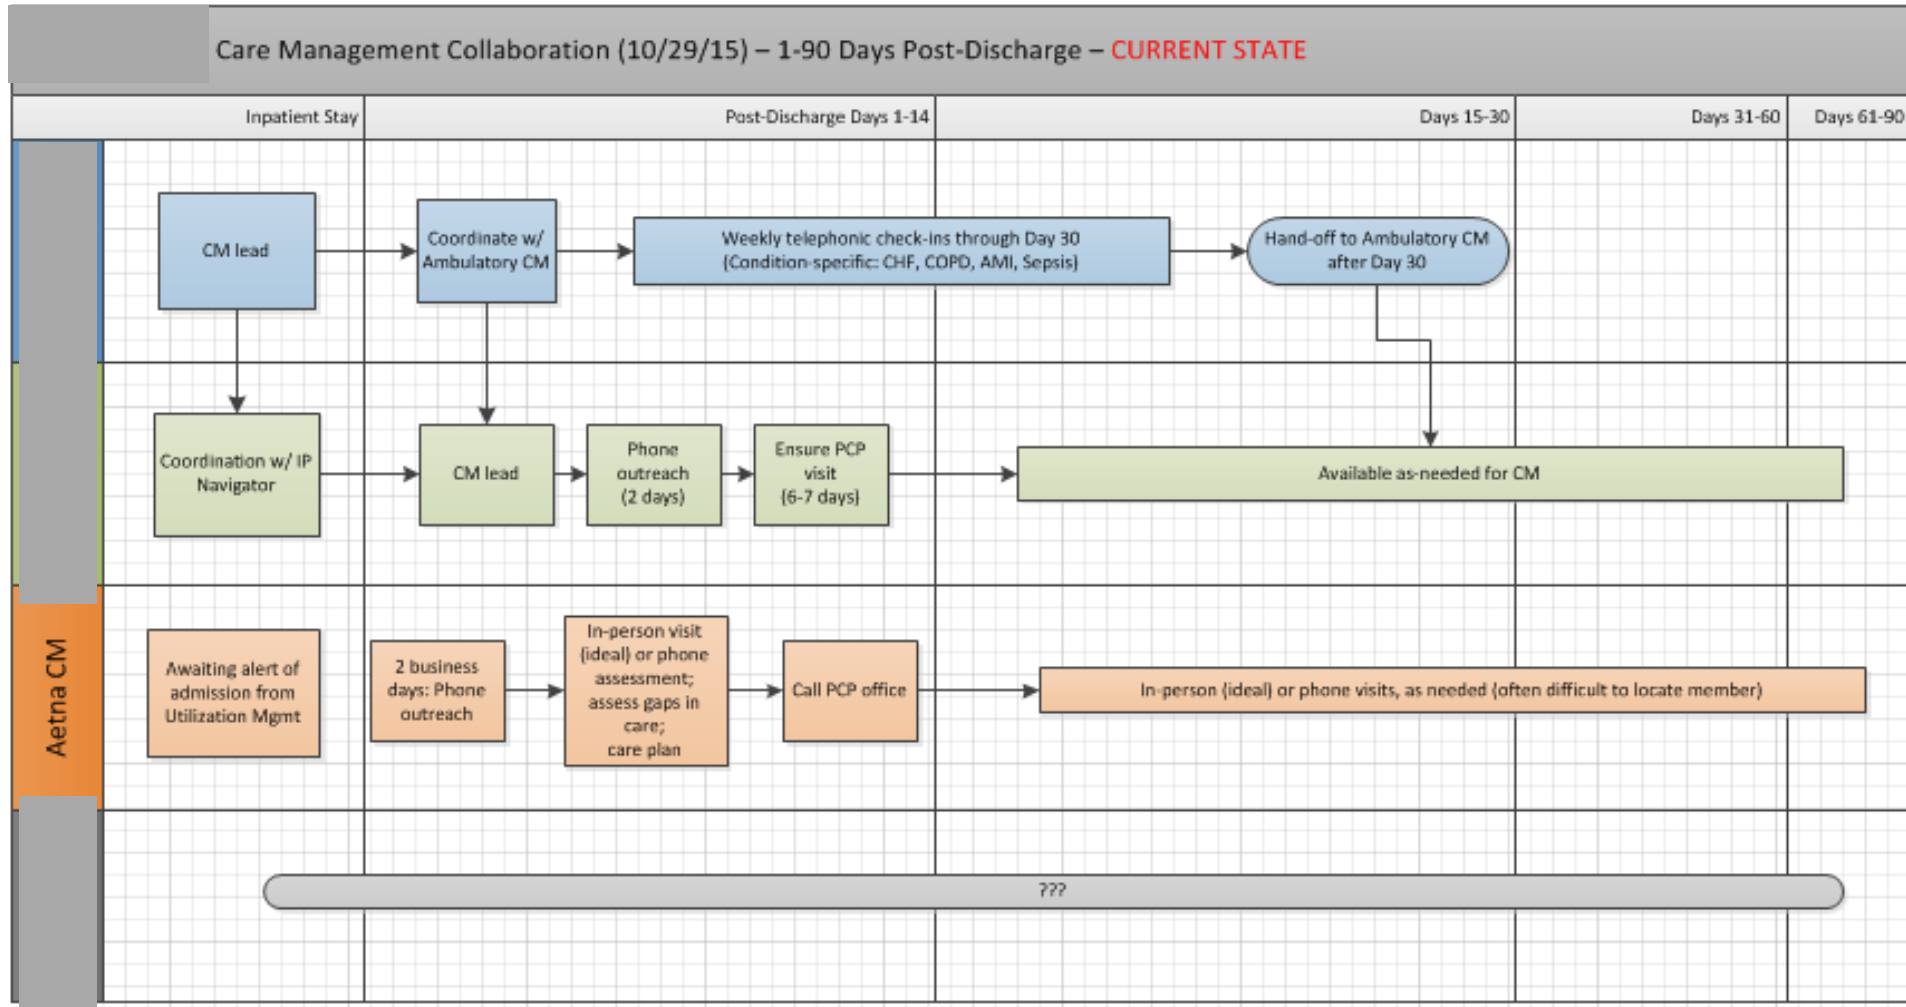 Care Management Collaboration (10/29/15) – 1-90 Days Post-Discharge – CURRENT STATE
Inpatient Stay
Post-Discharge Days 1-14
Days 15-30
Days 31-60
Days 61-90
CM lead
Coordinate w/
Ambulatory CM
Weekly telephonic check-ins through Day 30
(Condition-specific: CHF, COPD, AMI, Sepsis)
Hand-off to Ambulatory CM
after Day 30
Coordination w/ IP
Navigator
CM lead
Phone
outreach
(2 days)
Ensure PCP
visit
(6-7 days)
Available as-needed for CM
Aetna CM
Awaiting alert of
admission from
Utilization Mgmt
2 business
days: Phone
outreach
In-person visit
(ideal) or phone
assessment;
assess gaps in
care;
care plan
Call PCP office
In-person (ideal) or phone visits, as needed (often difficult to locate member)
???